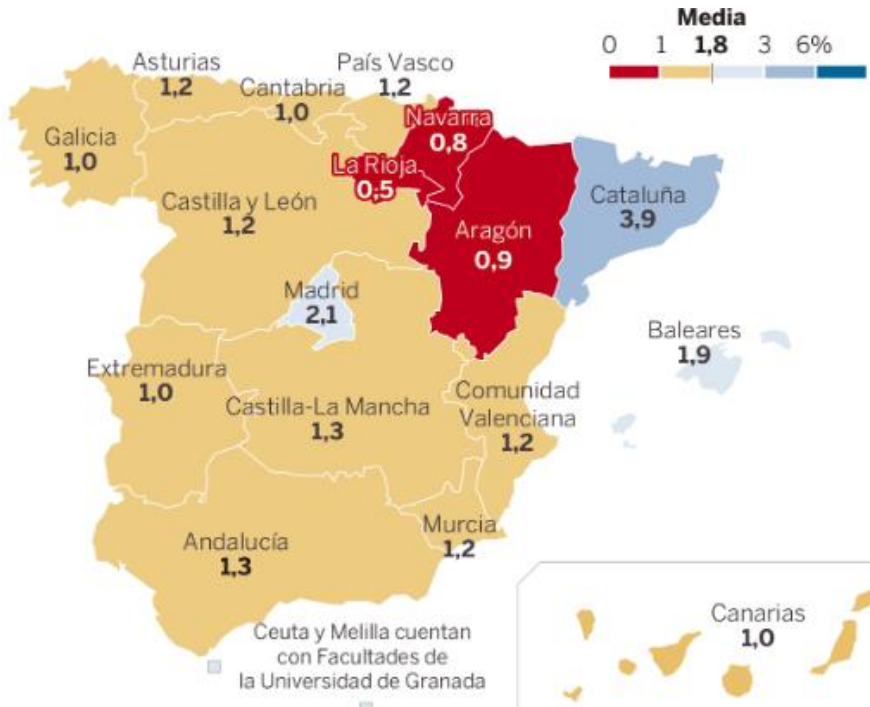 Media
0 1 1,8 3 6%
Asturias
1,2
Cantabria
1,0
País Vasco
1,2
Navarra
0,8
Galicia
1,0
La Rioja
0,5
Castilla y León
1,2
Aragón
0,9
Cataluña
3,9
Madrid
2,1
Baleares
1,9
Extremadura
1,0
Castilla-La Mancha
1,3
Comunidad
Valenciana
1,2
Andalucía
1,3
Murcia
1,2
Ceuta y Melilla cuentan
con Facultades de
la Universidad de Granada
Canarias
1,0